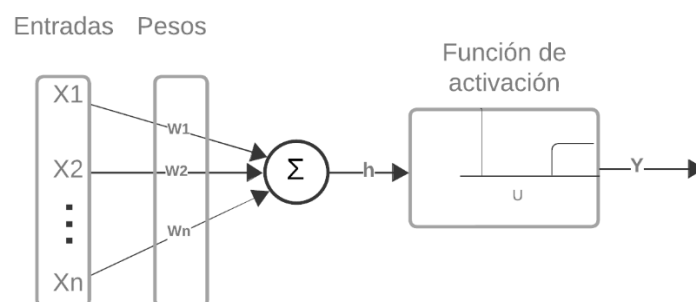 Entradas
Pesos
Función de
activación
X1
X2
Xn
W1
W2
Wn
Σ
h
U
Y